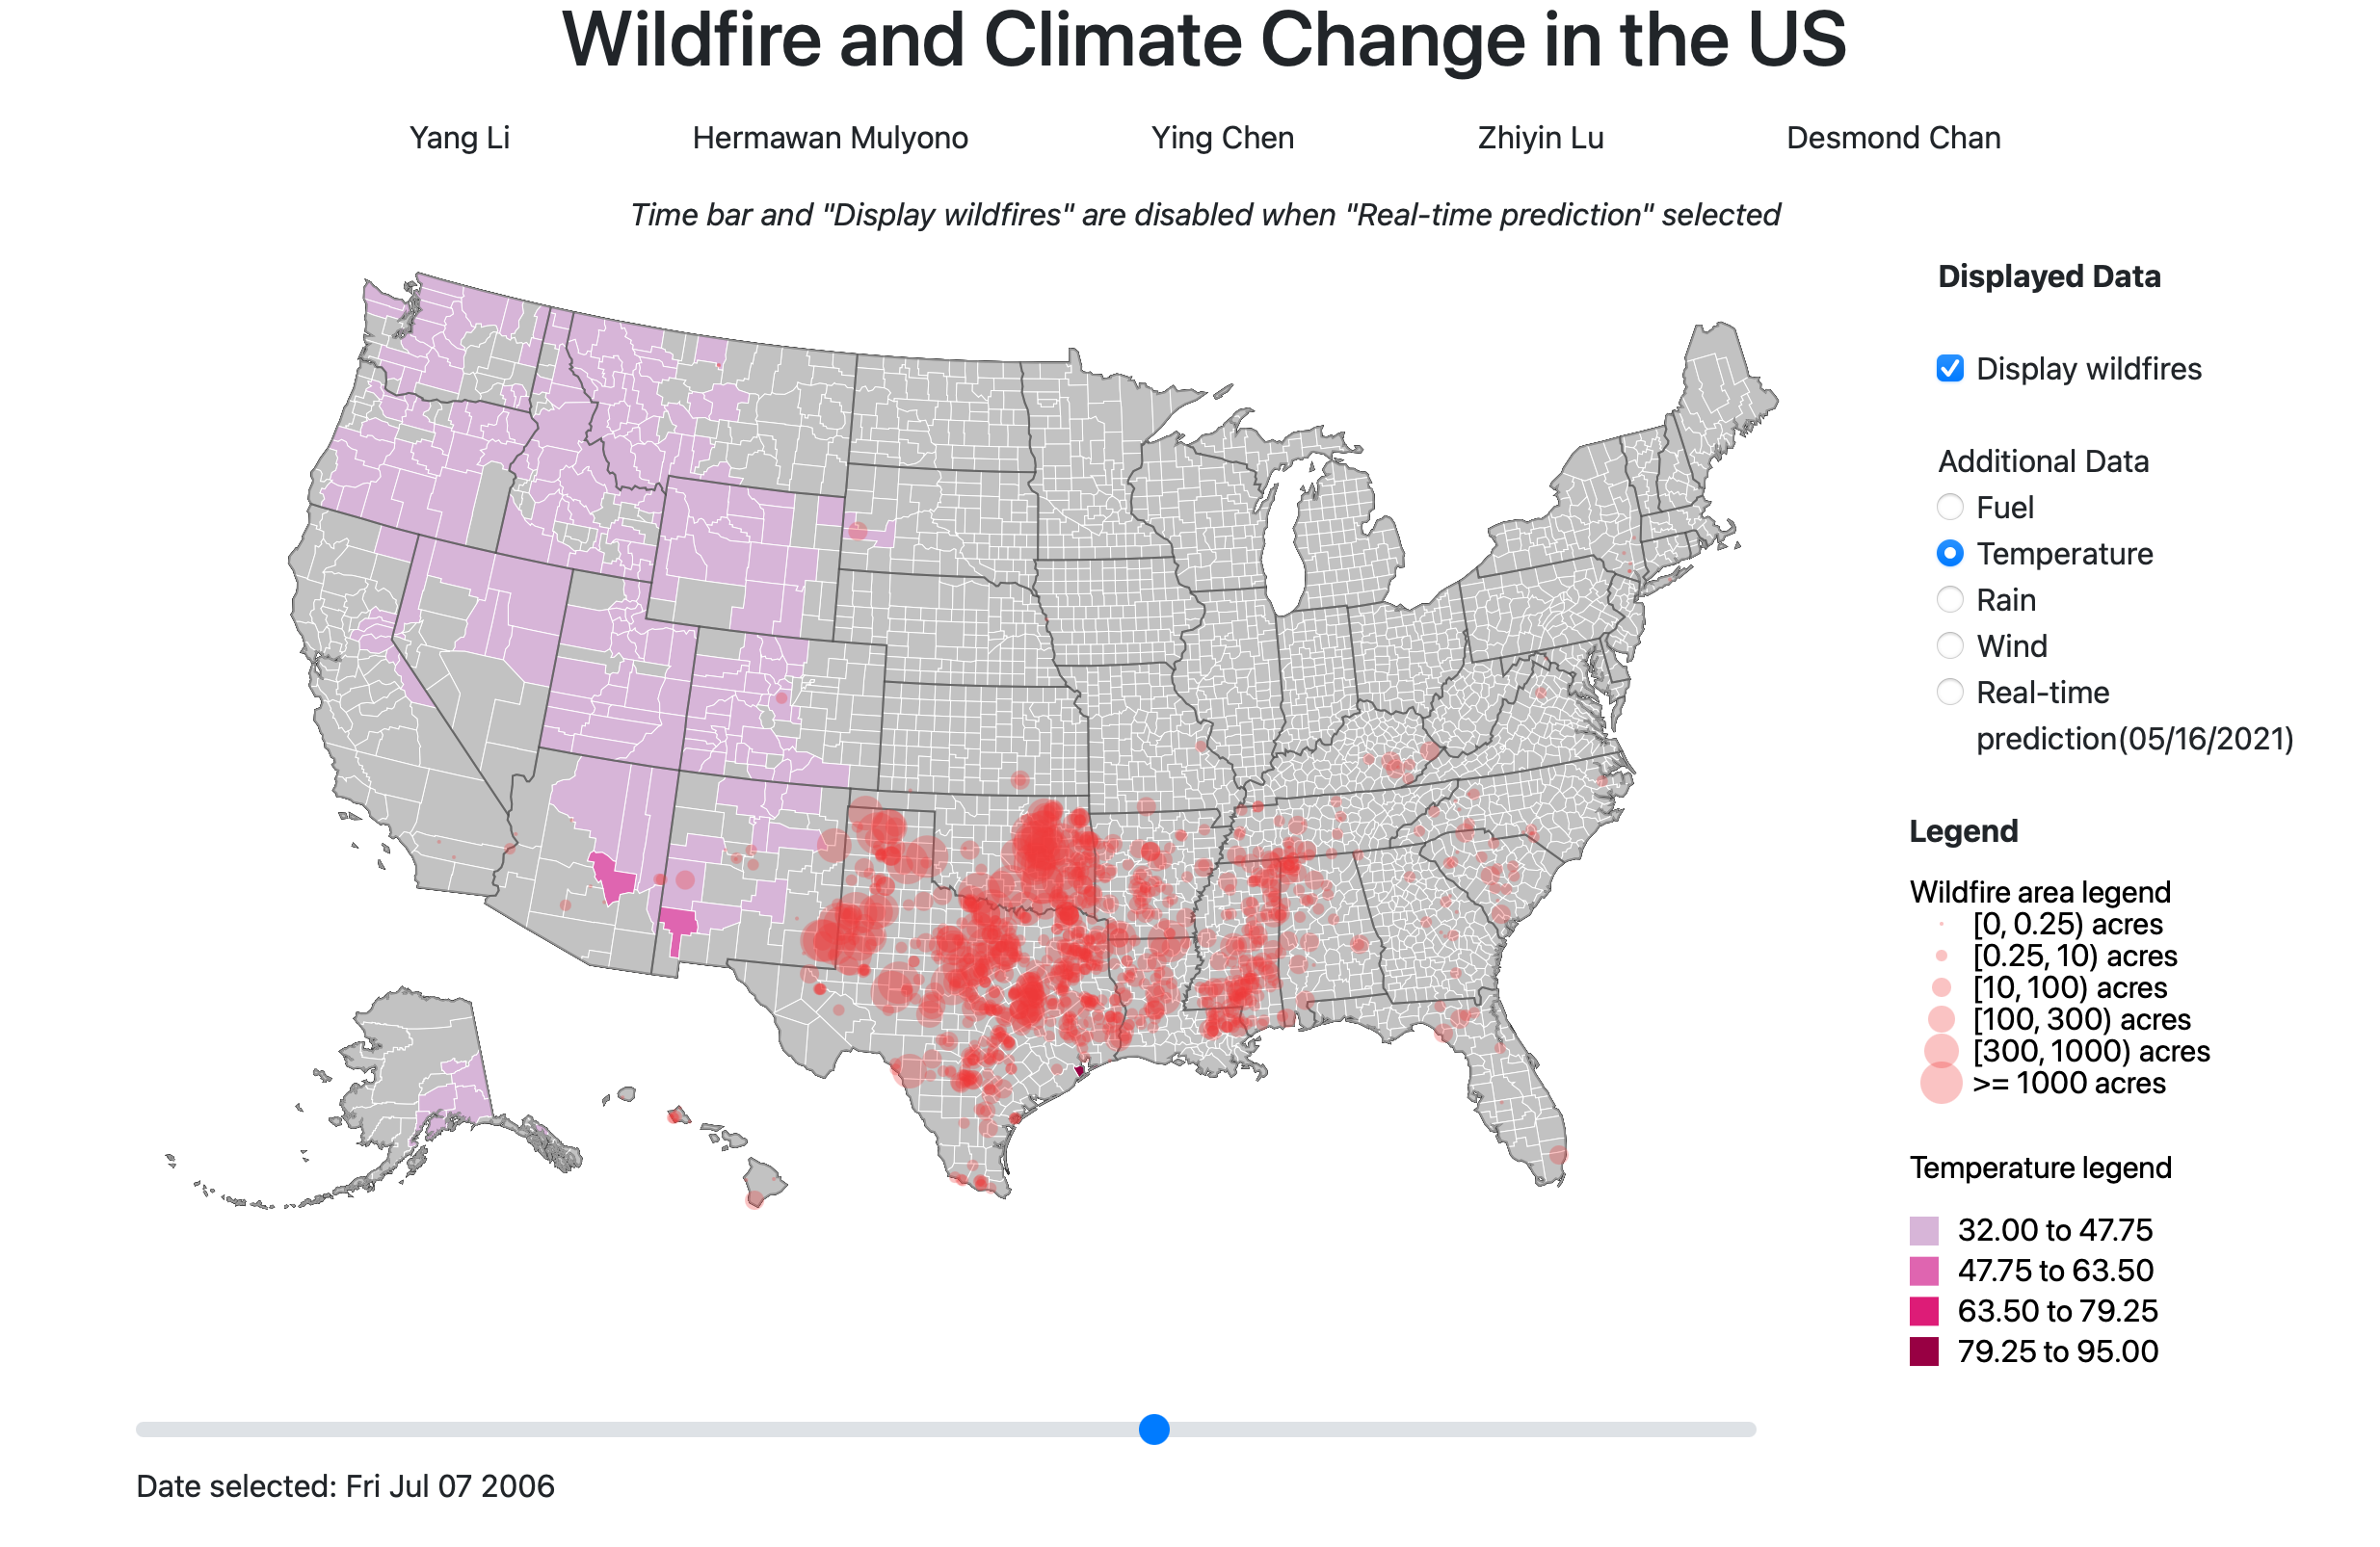 Wildfire and Climate Change in the US
Yang Li Hermawan Mulyono Ying Chen Zhiyin Lu Desmond Chan
Time bar and "Display wildfires" are disabled when "Real-time prediction" selected
Displayed Data
Display wildfires
Additional Data
Fuel
Temperature
Rain
Wind
Real-time
prediction(05/16/2021)
Legend
Wildfire area legend
[0, 0.25) acres
[0.25, 10) acres
[10, 100) acres
[100, 300) acres
[300, 1000) acres
>= 1000 acres
Temperature legend
32.00 to 47.75
47.75 to 63.50
63.50 to 79.25
79.25 to 95.00
Date selected: Fri Jul 07 2006